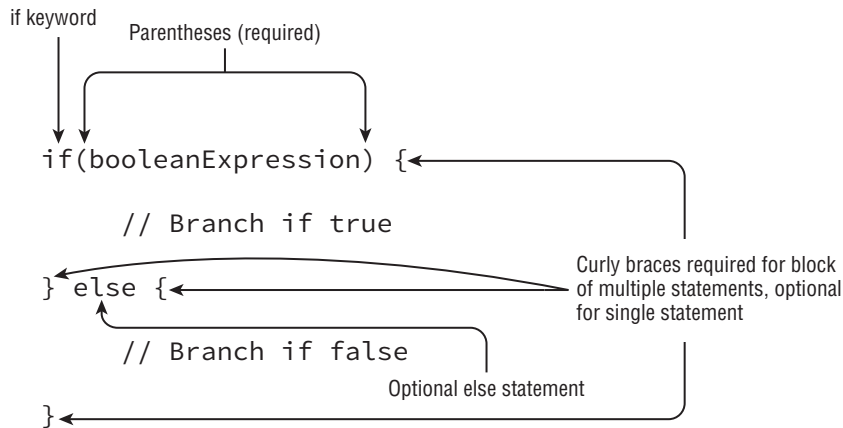 if keyword
Parentheses (required)
if(booleanExpression) {
// Branch if true
} else {
Curly braces required for block
of multiple statements, optional
for single statement
// Branch if false
Optional else statement
}